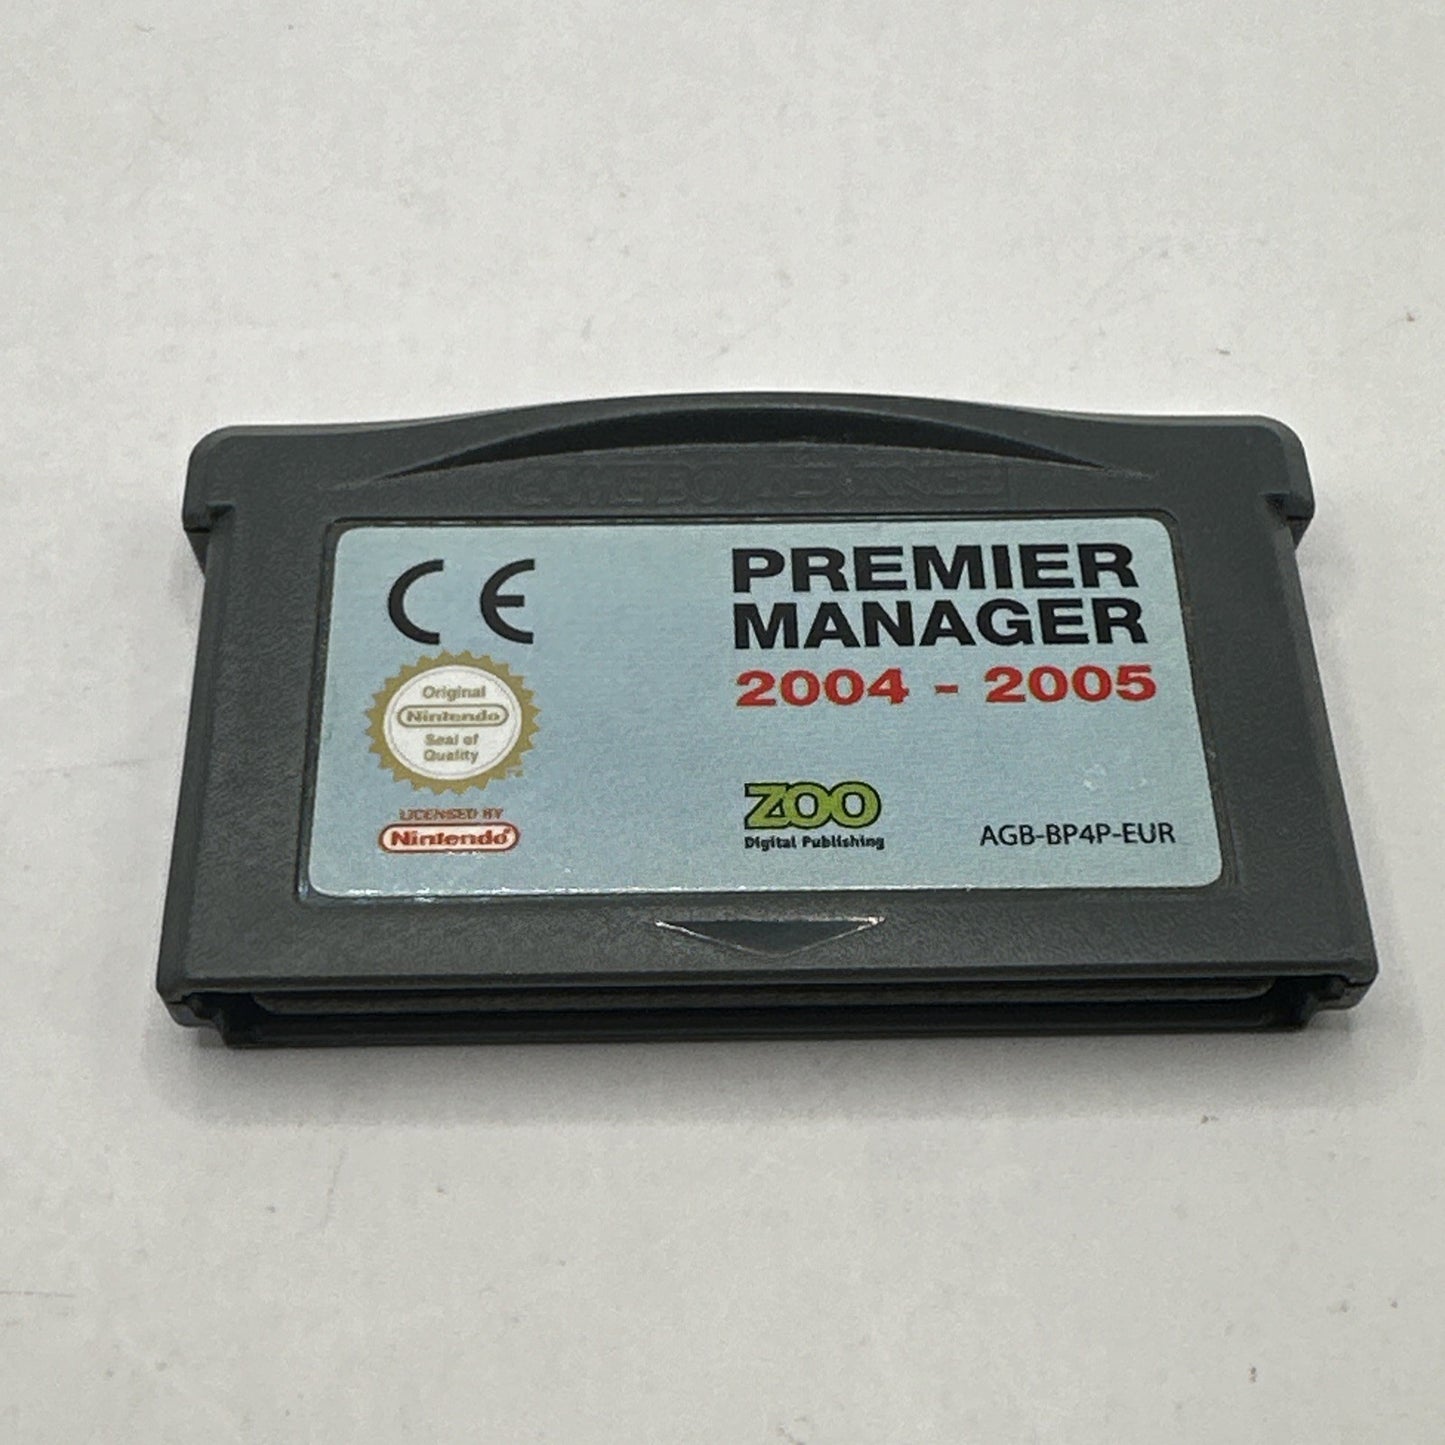 GAME BOY ADVANCE
CE
PREMIER
MANAGER
2004 - 2005
Original
Nintendo
Seal of
Quality
TM
LICENSED BY
Nintendo
ZOO
Digital Publishing
AGB-BP4P-EUR